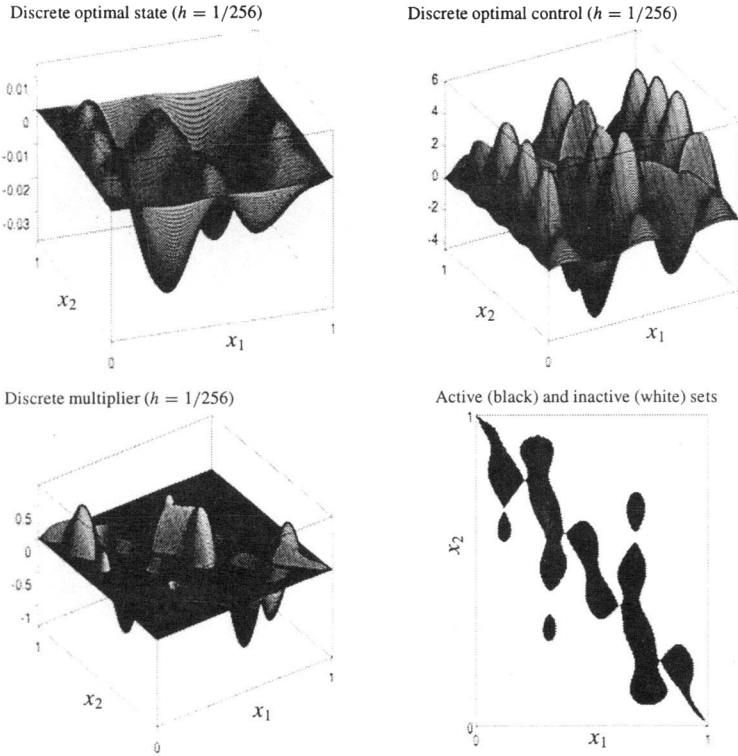 Discrete optimal state (h = 1/256)
0.01
0
-0.01
-0.02
-0.03
1
x₂
0
x₁
1
Discrete optimal control (h = 1/256)
6
4
2
0
-2
-4
1
x₂
0
x₁
1
Discrete multiplier (h = 1/256)
0.5
0
-0.5
-1
1
x₂
0
x₁
1
Active (black) and inactive (white) sets
1
x₂
0
0
x₁
1